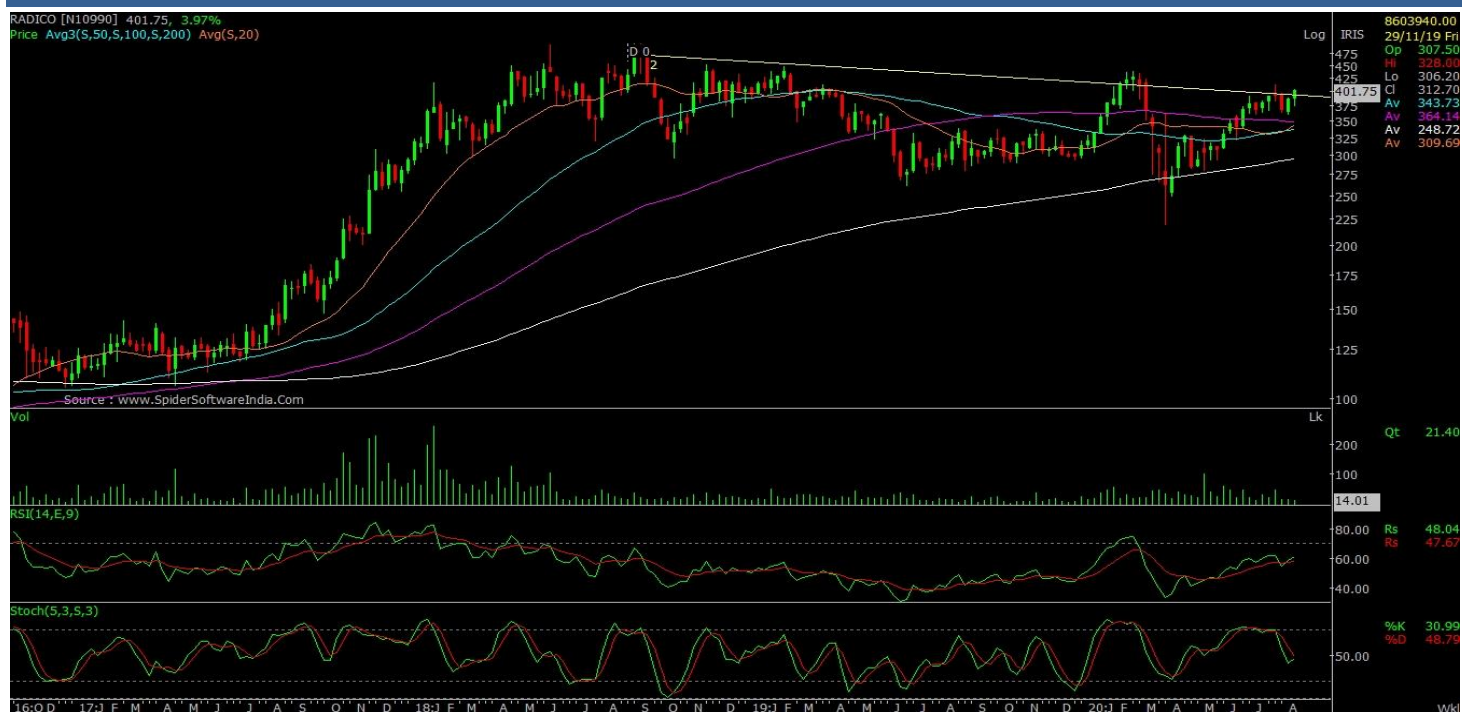 RADICO [N10990] 401.75, 3.97%
Price Avg3(S,50,S,100,S,200) Avg(S,20)
Log IRIS
D 0
2
475
450
425
401.75
375
350
325
300
275
250
225
200
175
150
125
100
8603940.00
29/11/19 Fri
Op 307.50
Hi 328.00
Lo 306.20
Cl 312.70
Av 343.73
Av 364.14
Av 248.72
Av 309.69
Source : www.SpiderSoftwareIndia.Com
Vol
Lk
200
100
14.01
Qt 21.40
RSI(14,E,9)
80.00
60.00
40.00
Rs 48.04
Rs 47.67
Stoch(5,3,S,3)
50.00
%K 30.99
%D 48.79
16:O D 17:J F M A M J J A S O N D 18:J F M A M J J A S O N D 19:J F M A M J J A S O N D 20:J F M A M J J A
Wkl